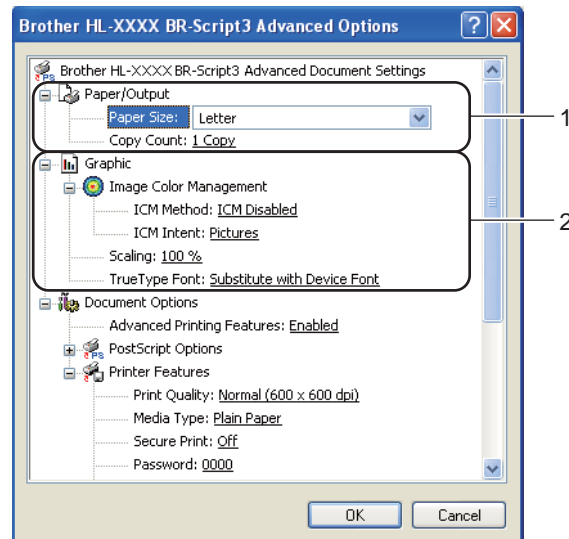 Brother HL-XXXX BR-Script3 Advanced Options
Brother HL-XXXX BR-Script3 Advanced Document Settings
Paper/Output
Paper Size: Letter
1
Copy Count: 1 Copy
Graphic
Image Color Management
ICM Method: ICM Disabled
2
ICM Intent: Pictures
Scaling: 100 %
TrueType Font: Substitute with Device Font
Document Options
Advanced Printing Features: Enabled
PostScript Options
Printer Features
Print Quality: Normal (600 x 600 dpi)
Media Type: Plain Paper
Secure Print: Off
Password: 0000
OK Cancel